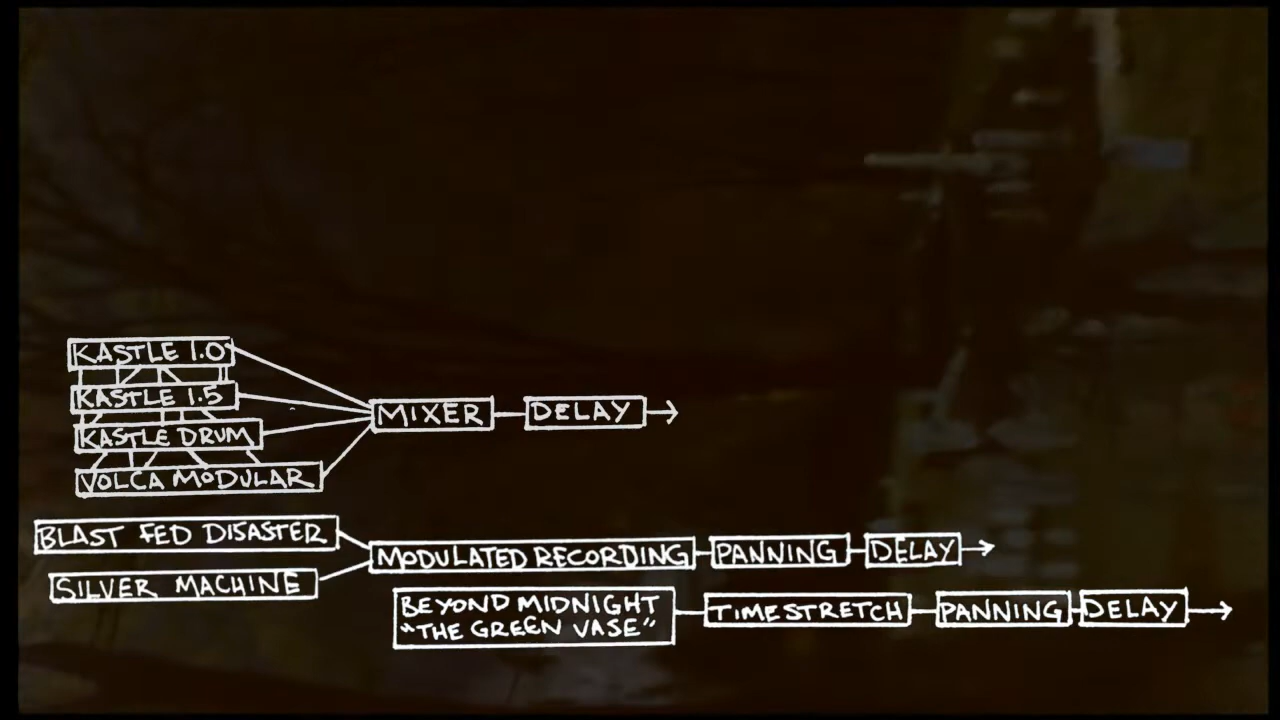 KASTLE 1.0
KASTLE 1.5
KASTLE DRUM
VOLCA MODULAR
MIXER
DELAY
BLAST FED DISASTER
SILVER MACHINE
MODULATED RECORDING
PANNING
DELAY
BEYOND MIDNIGHT
"THE GREEN VASE"
TIMESTRETCH
PANNING
DELAY